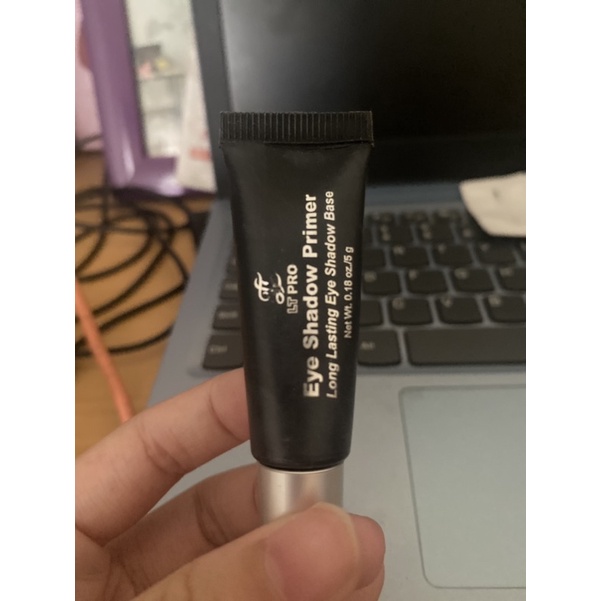 LT PRO
Eye Shadow Primer
Long Lasting Eye Shadow Base
Net Wt. 0.18 oz./5 g